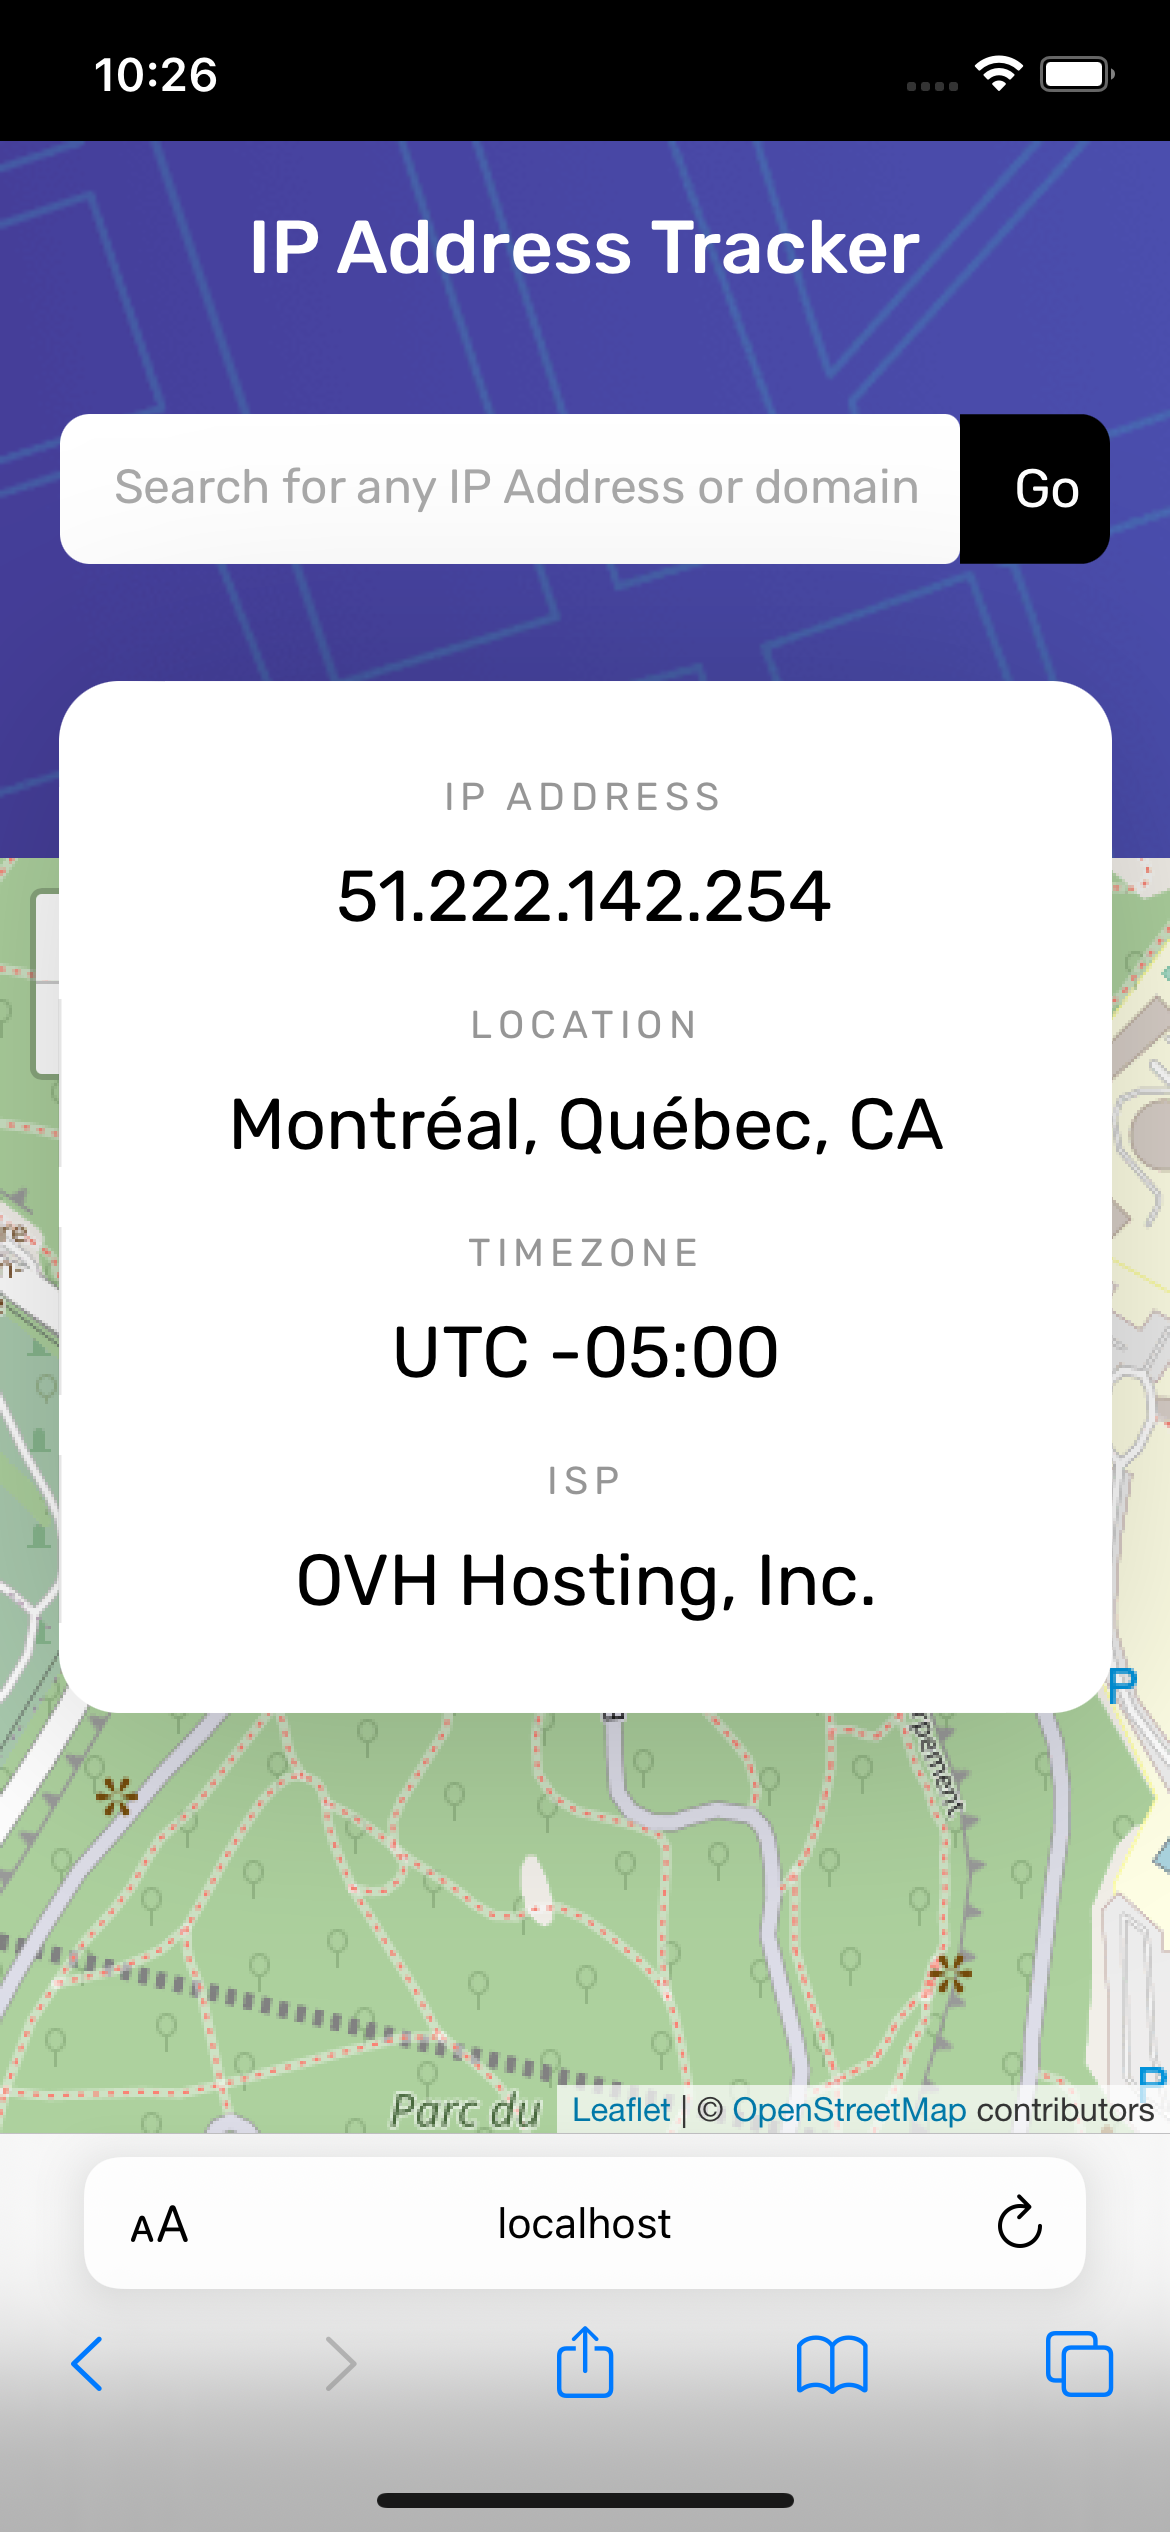 10:26
IP Address Tracker
Search for any IP Address or domain
Go
IP ADDRESS
51.222.142.254
LOCATION
Montréal, Québec, CA
TIMEZONE
UTC -05:00
ISP
OVH Hosting, Inc.
P
rpement
P
Parc du
Leaflet | © OpenStreetMap contributors
AA
localhost